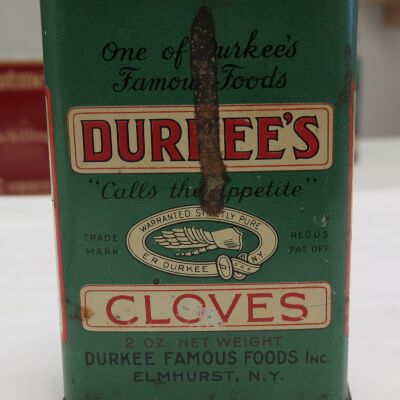 One of Durkee's
Famous Foods
DURKEE'S
"Calls the Appetite"
WARRANTED STRICTLY PURE
TRADE MARK
REG. U.S. PAT. OFF.
E.R. DURKEE N.Y.
CLOVES
2 OZ. NET WEIGHT
DURKEE FAMOUS FOODS INC.
ELMHURST, N.Y.